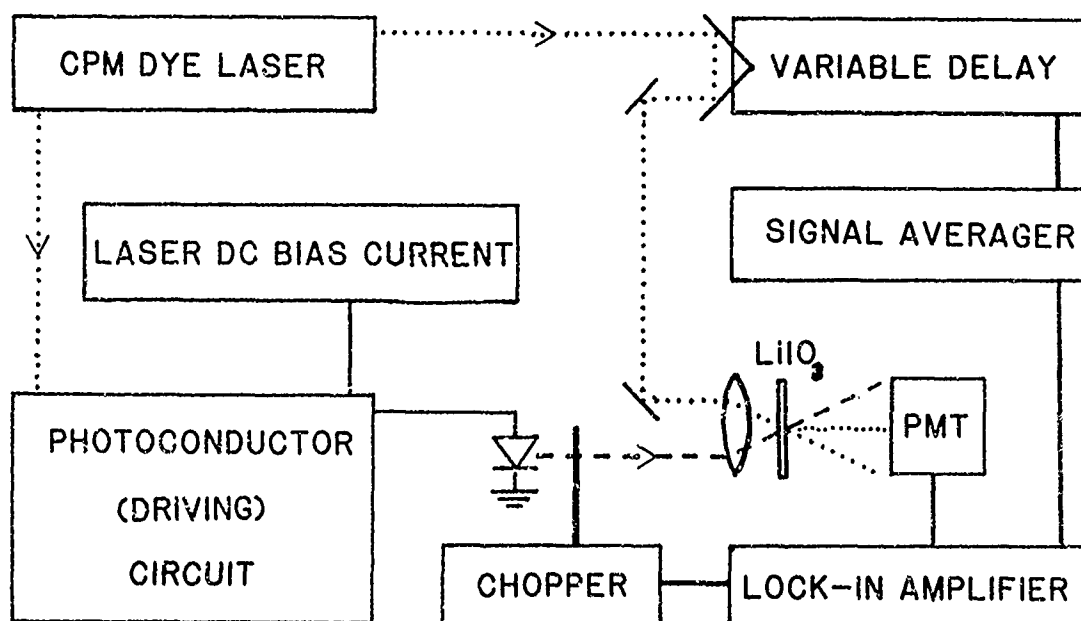 CPM DYE LASER
VARIABLE DELAY
LASER DC BIAS CURRENT
SIGNAL AVERAGER
LiIO3
PHOTOCONDUCTOR
(DRIVING)
CIRCUIT
PMT
CHOPPER
LOCK-IN AMPLIFIER